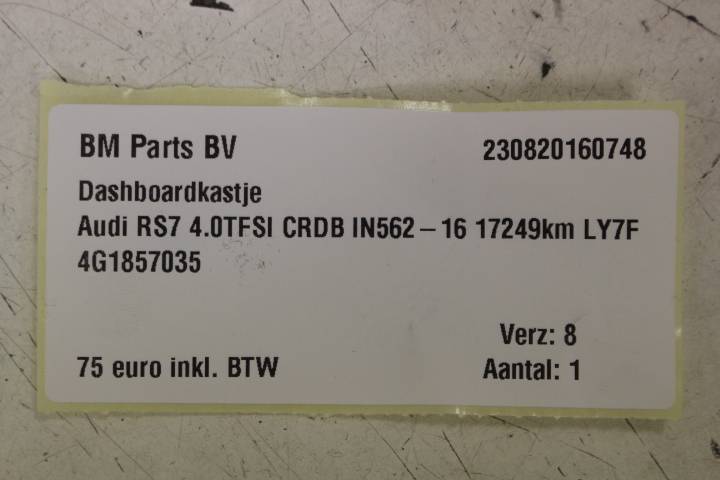 BM Parts BV 230820160748
Dashboardkastje
Audi RS7 4.0TFSI CRDB IN562 – 16 17249km LY7F
4G1857035
Verz: 8
75 euro inkl. BTW Aantal: 1